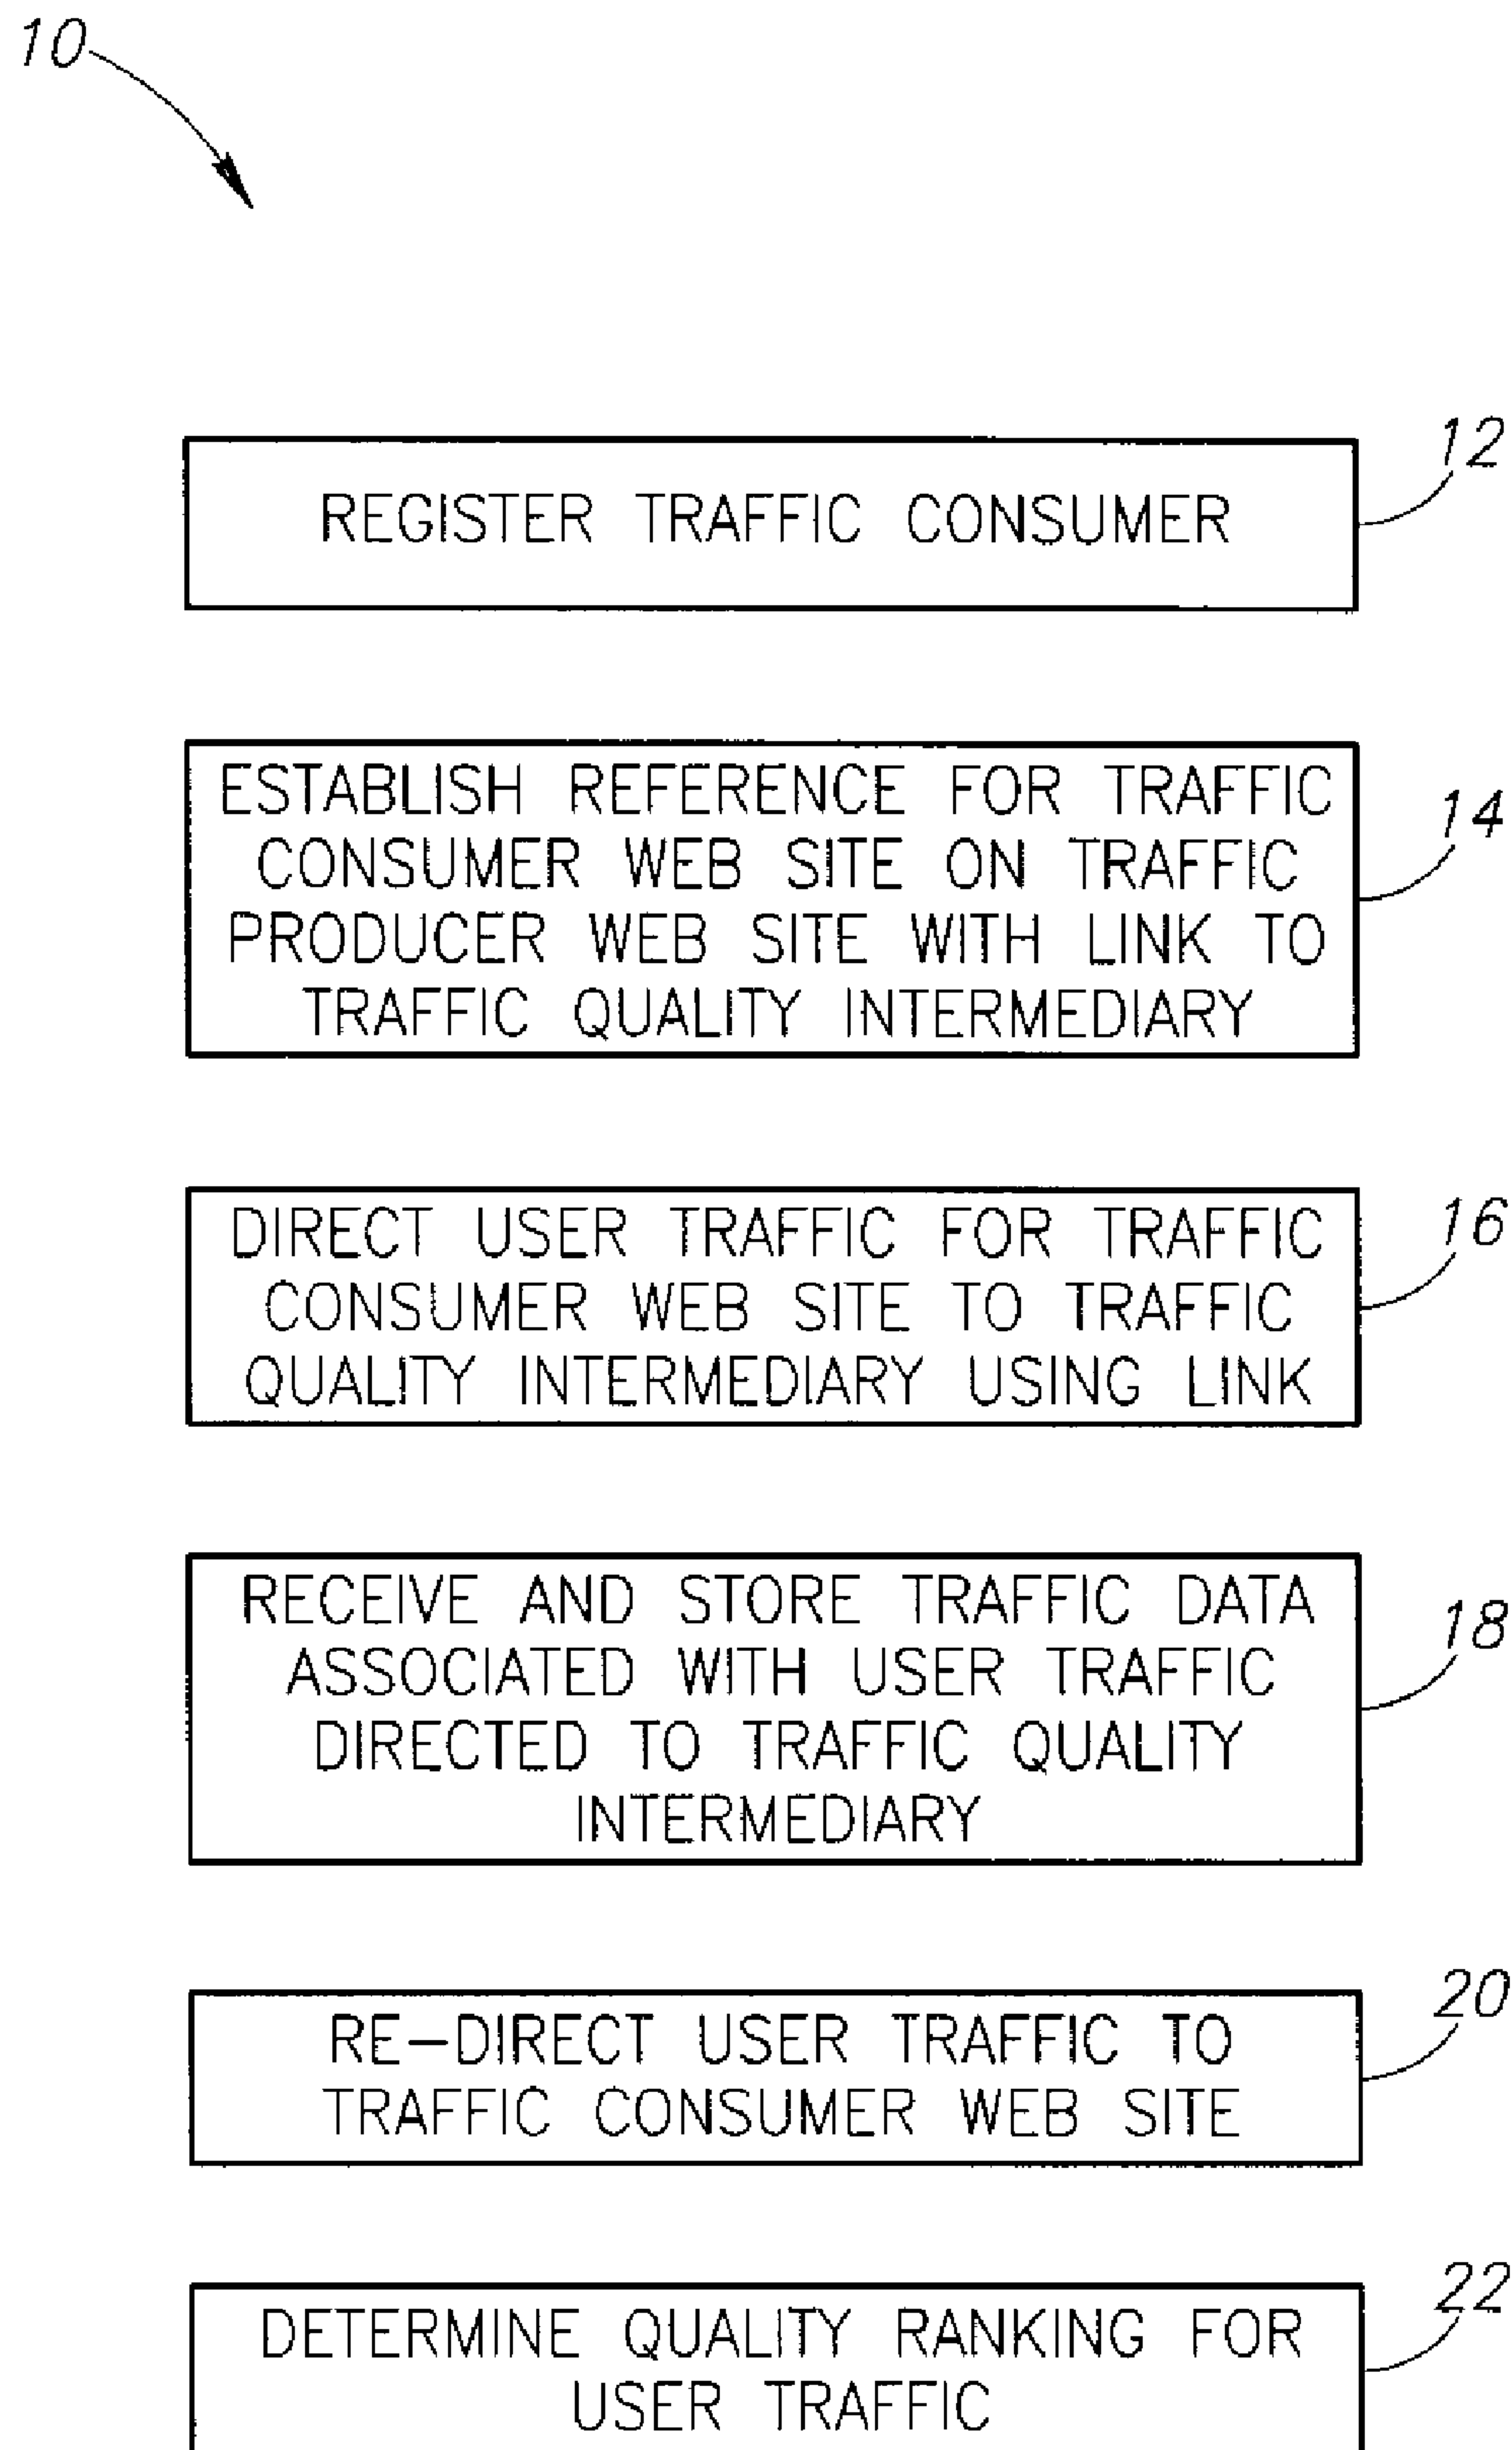 10
12
REGISTER TRAFFIC CONSUMER
ESTABLISH REFERENCE FOR TRAFFIC
CONSUMER WEB SITE ON TRAFFIC
PRODUCER WEB SITE WITH LINK TO
TRAFFIC QUALITY INTERMEDIARY
14
DIRECT USER TRAFFIC FOR TRAFFIC
CONSUMER WEB SITE TO TRAFFIC
QUALITY INTERMEDIARY USING LINK
16
RECEIVE AND STORE TRAFFIC DATA
ASSOCIATED WITH USER TRAFFIC
DIRECTED TO TRAFFIC QUALITY
INTERMEDIARY
18
RE-DIRECT USER TRAFFIC TO
TRAFFIC CONSUMER WEB SITE
20
DETERMINE QUALITY RANKING FOR
USER TRAFFIC
22